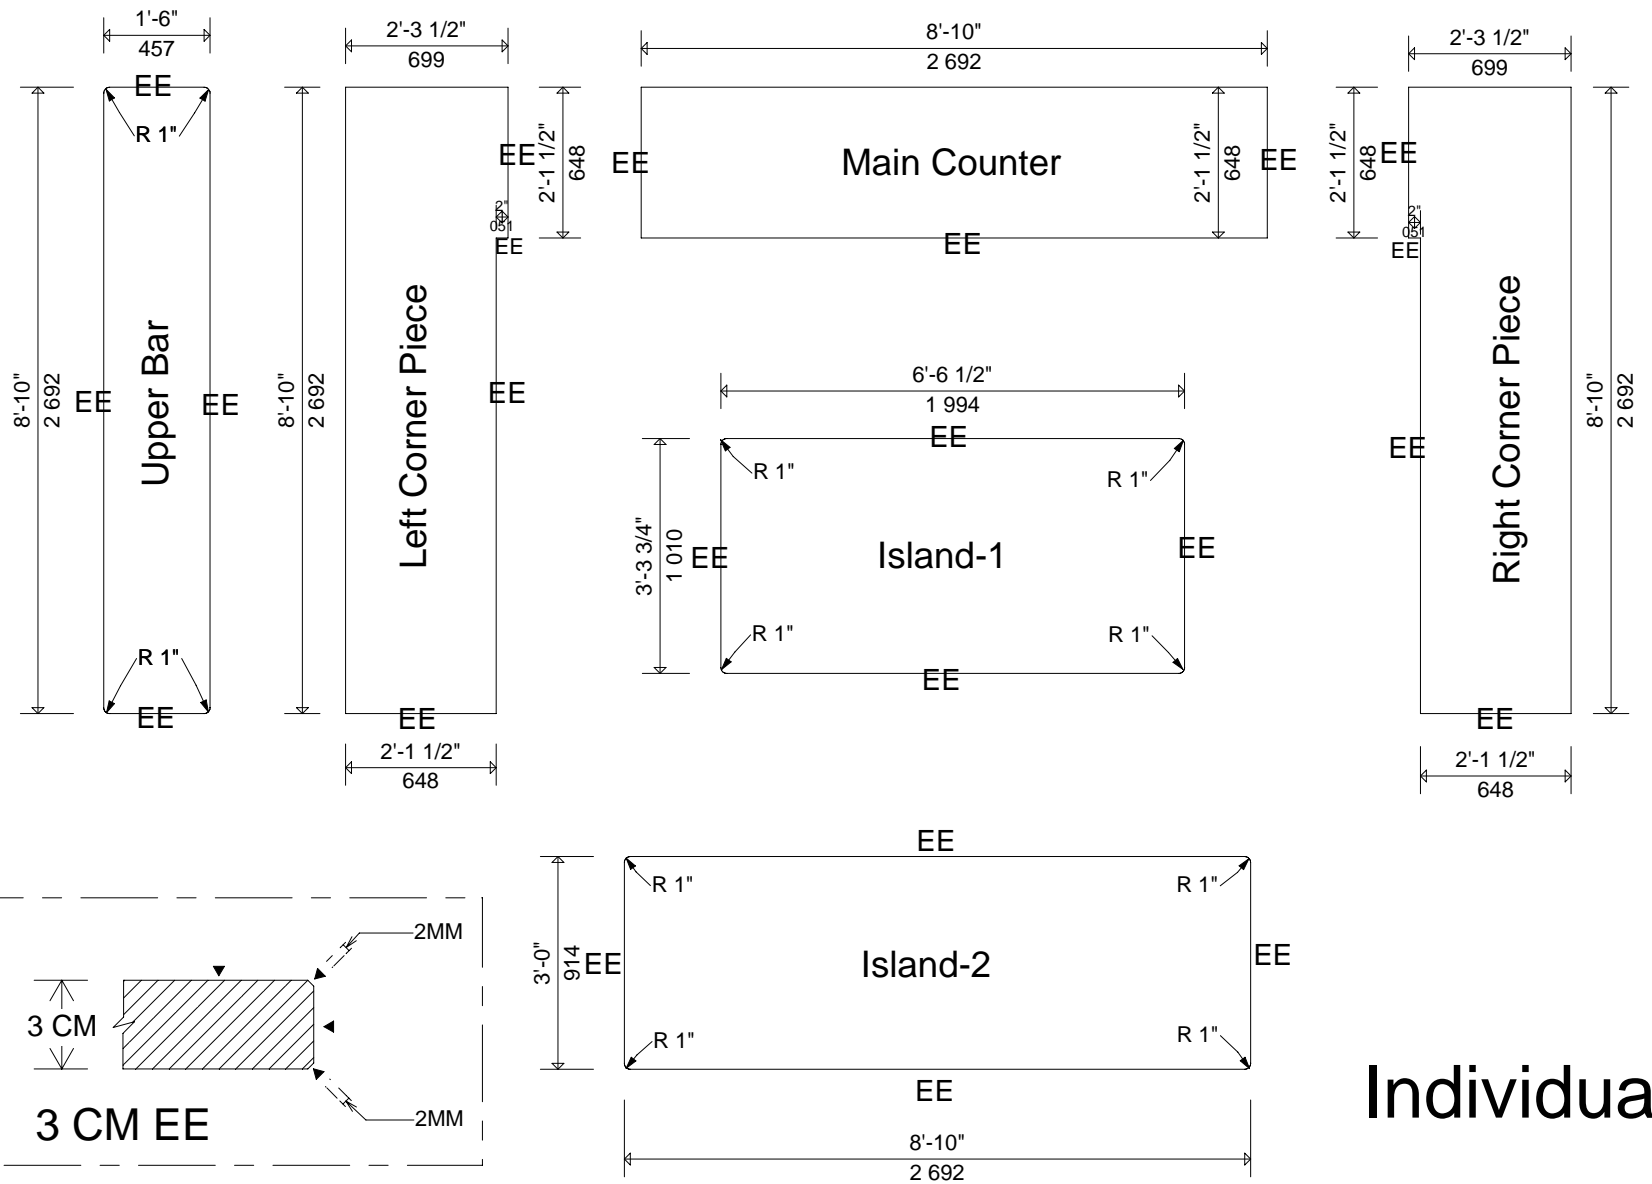 1'-6"
457
EE
R 1"
8'-10"
2 692
EE
Upper Bar
EE
R 1"
EE
2'-3 1/2"
699
8'-10"
2 692
Left Corner Piece
EE
2'-1 1/2"
648
2"
051
EE
EE
EE
2'-1 1/2"
648
8'-10"
2 692
EE
Main Counter
2'-1 1/2"
648
EE
EE
2'-3 1/2"
699
2'-1 1/2"
648
EE
2"
051
EE
EE
Right Corner Piece
8'-10"
2 692
EE
2'-1 1/2"
648
6'-6 1/2"
1 994
EE
R 1"
R 1"
3'-3 3/4"
1 010
EE
Island-1
EE
R 1"
R 1"
EE
EE
R 1"
R 1"
3'-0"
914
EE
Island-2
EE
R 1"
R 1"
EE
8'-10"
2 692
2MM
3 CM
2MM
3 CM EE
Individua